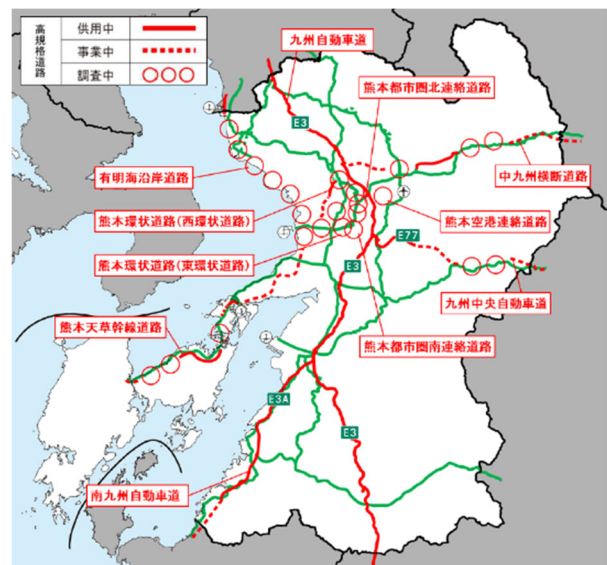 高規格道路
供用中
事業中
調査中
九州自動車道
熊本都市圏北連絡道路
E3
有明海沿岸道路
中九州横断道路
熊本環状道路(西環状道路)
熊本空港連絡道路
E77
熊本環状道路(東環状道路)
E3
九州中央自動車道
熊本天草幹線道路
熊本都市圏南連絡道路
E3A
E3
南九州自動車道